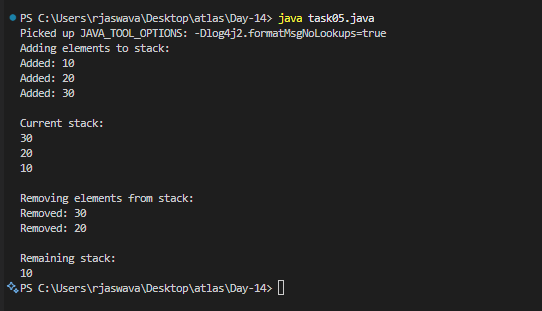 PS C:\Users\rjaswava\Desktop\atlas\Day-14> java task05.java
Picked up JAVA_TOOL_OPTIONS: -Dlog4j2.formatMsgNoLookups=true
Adding elements to stack:
Added: 10
Added: 20
Added: 30

Current stack:
30
20
10

Removing elements from stack:
Removed: 30
Removed: 20

Remaining stack:
10
PS C:\Users\rjaswava\Desktop\atlas\Day-14>